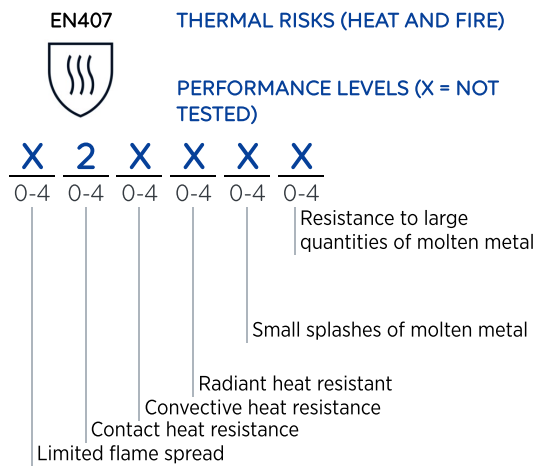 EN407
THERMAL RISKS (HEAT AND FIRE)
PERFORMANCE LEVELS (X = NOT
TESTED)
X 2 X X X X
0-4 0-4 0-4 0-4 0-4 0-4
Resistance to large
quantities of molten metal
Small splashes of molten metal
Radiant heat resistant
Convective heat resistance
Contact heat resistance
Limited flame spread